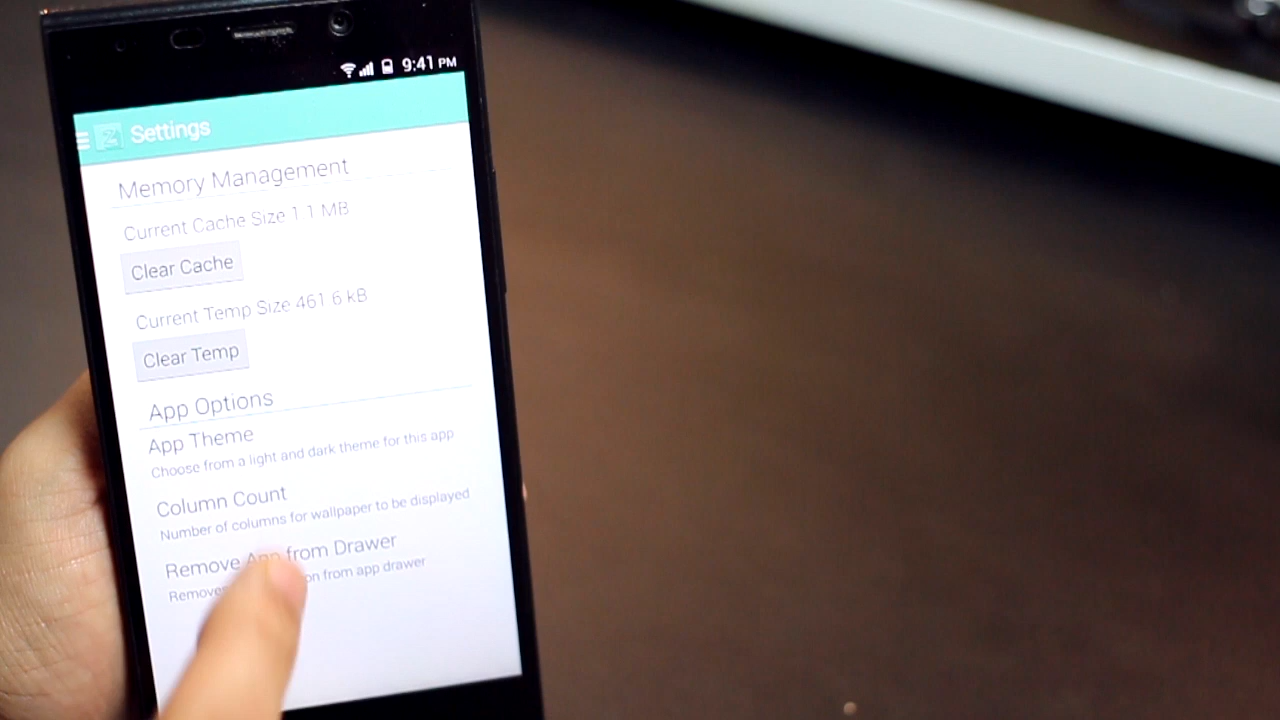 9:41 PM
Settings
Memory Management
Current Cache Size 1.1 MB
Clear Cache
Current Temp Size 461.6 kB
Clear Temp
App Options
App Theme
Choose from a light and dark theme for this app
Column Count
Number of columns for wallpaper to be displayed
Remove App from Drawer
from app drawer